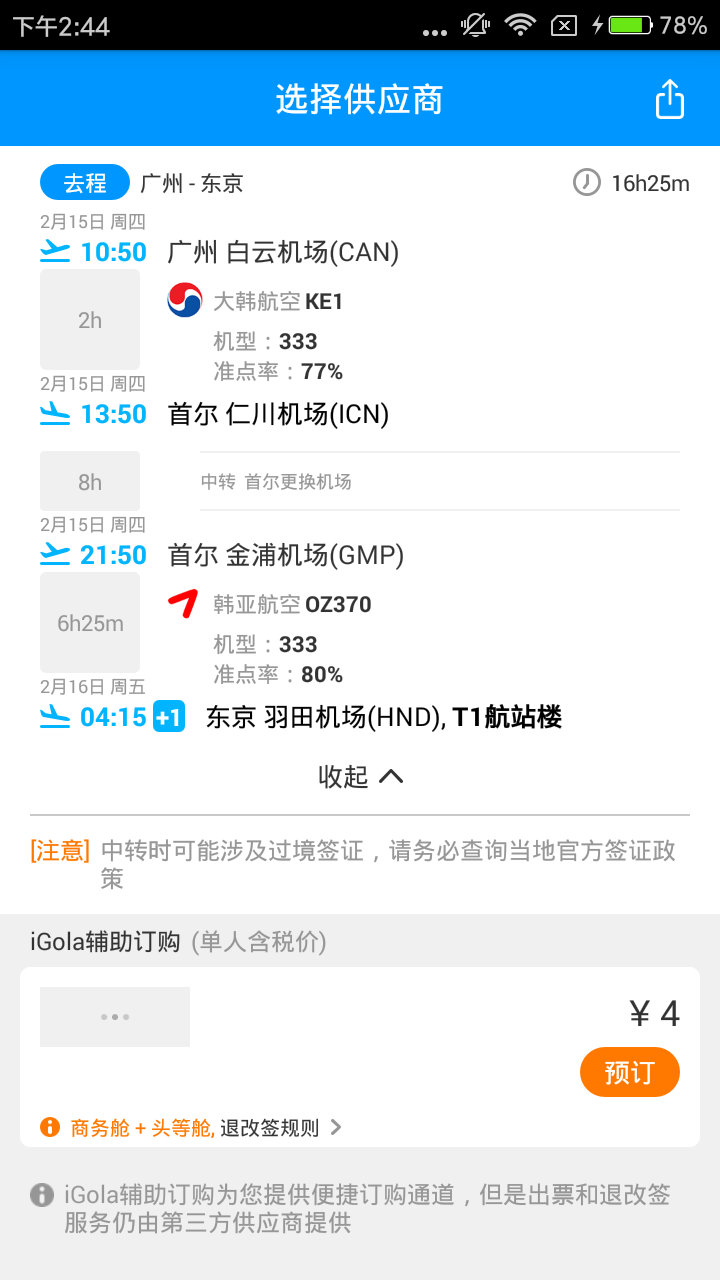 下午2:44
78%
选择供应商
去程 广州 - 东京 16h25m
2月15日 周四
10:50 广州 白云机场(CAN)
2h
大韩航空 KE1
机型：333
准点率：77%
2月15日 周四
13:50 首尔 仁川机场(ICN)
8h 中转 首尔更换机场
2月15日 周四
21:50 首尔 金浦机场(GMP)
6h25m
韩亚航空 OZ370
机型：333
准点率：80%
2月16日 周五
04:15 +1 东京 羽田机场(HND), T1航站楼
收起
[注意] 中转时可能涉及过境签证，请务必查询当地官方签证政
策
iGola辅助订购 (单人含税价)
¥ 4
预订
商务舱 + 头等舱, 退改签规则
iGola辅助订购为您提供便捷订购通道，但是出票和退改签
服务仍由第三方供应商提供